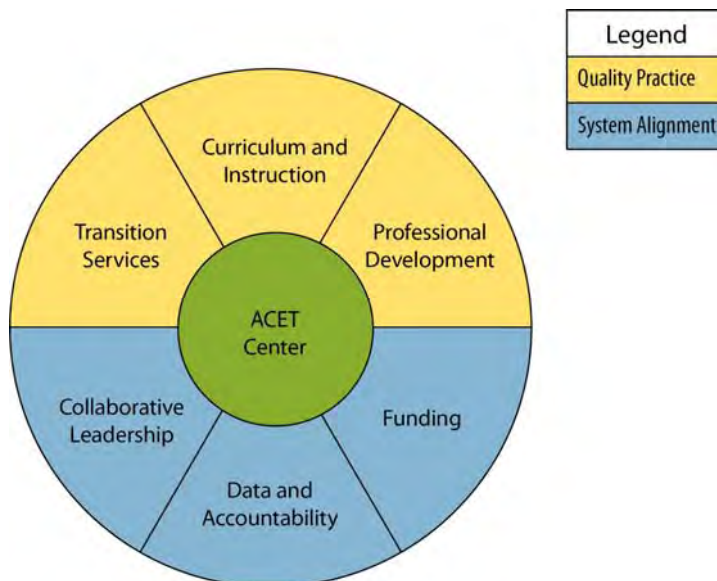 Legend
Quality Practice
System Alignment
Curriculum and
Instruction
Transition
Services
Professional
Development
ACET
Center
Collaborative
Leadership
Funding
Data and
Accountability